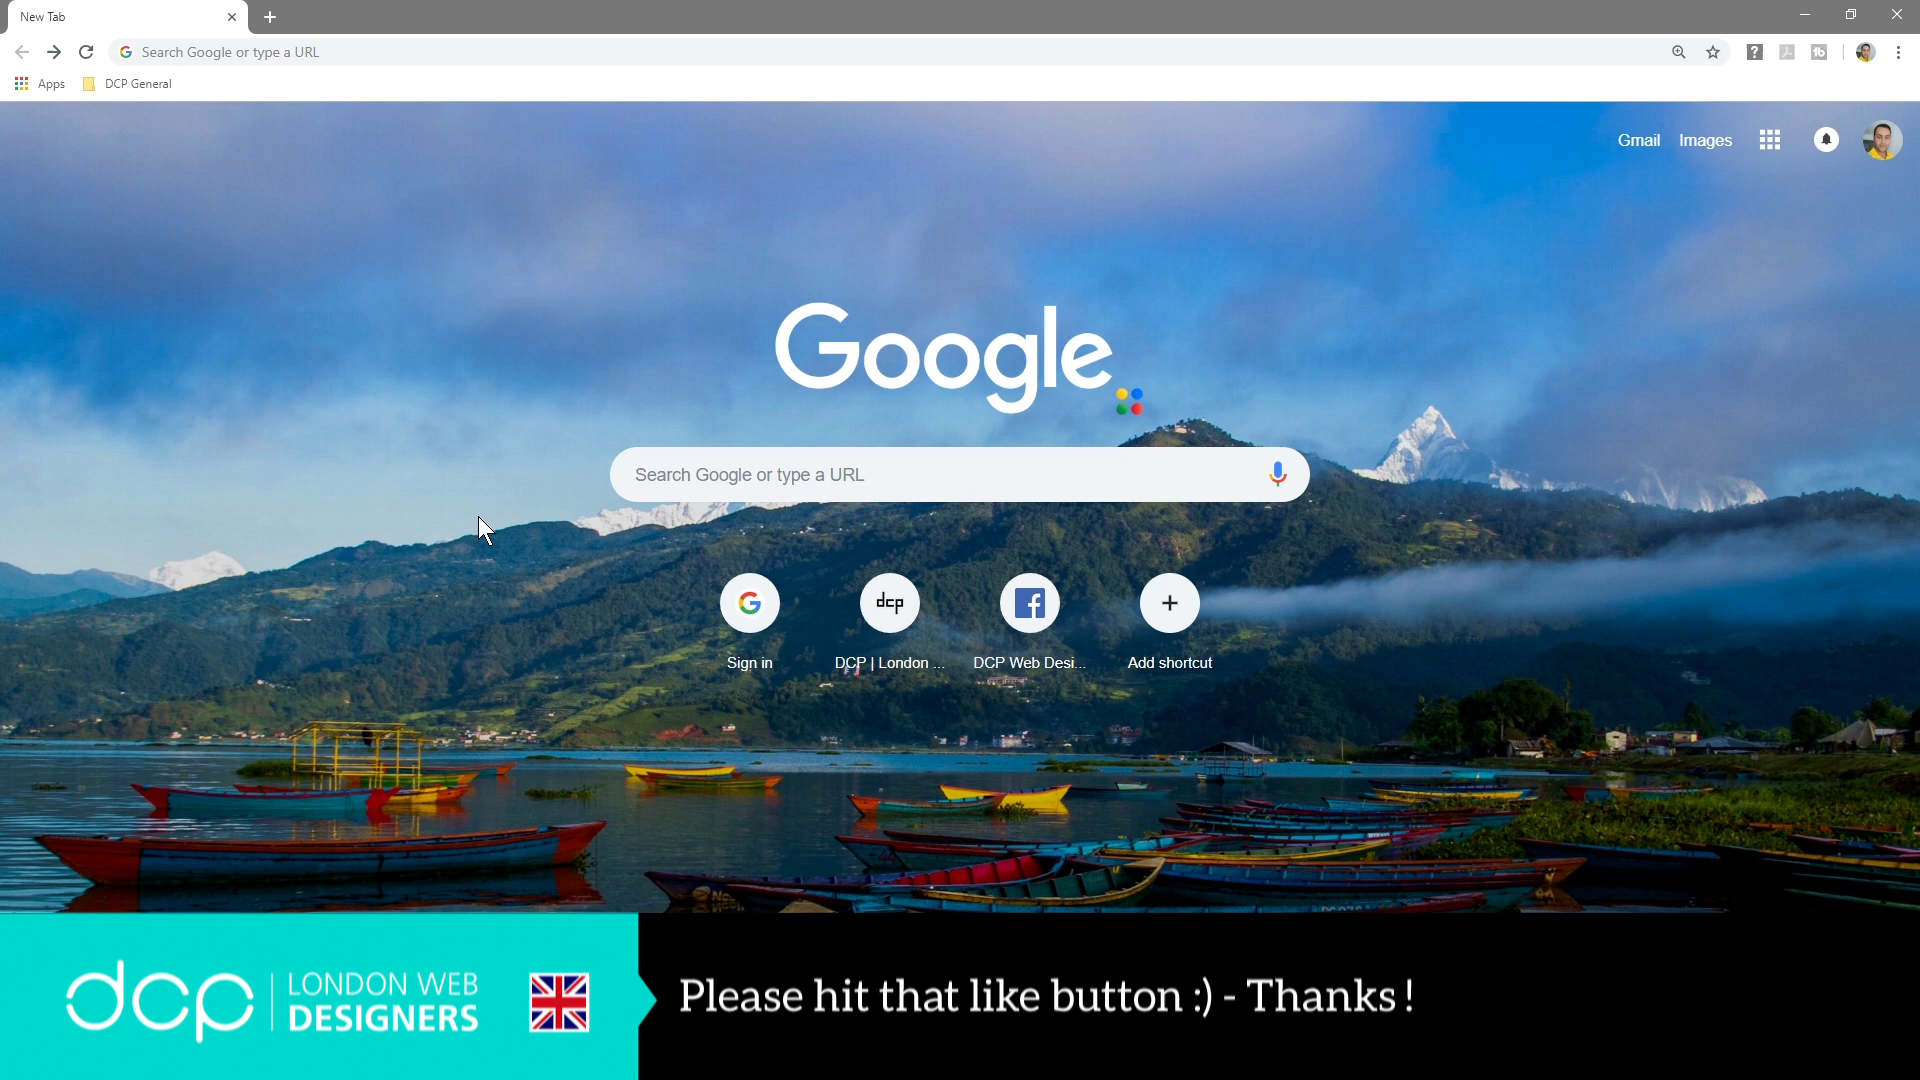 New Tab
Search Google or type a URL
Apps
DCP General
Gmail
Images
Google
Search Google or type a URL
dcp
Sign in
DCP | London ...
DCP Web Desi...
Add shortcut
dcp
LONDON WEB
DESIGNERS
Please hit that like button :) - Thanks !